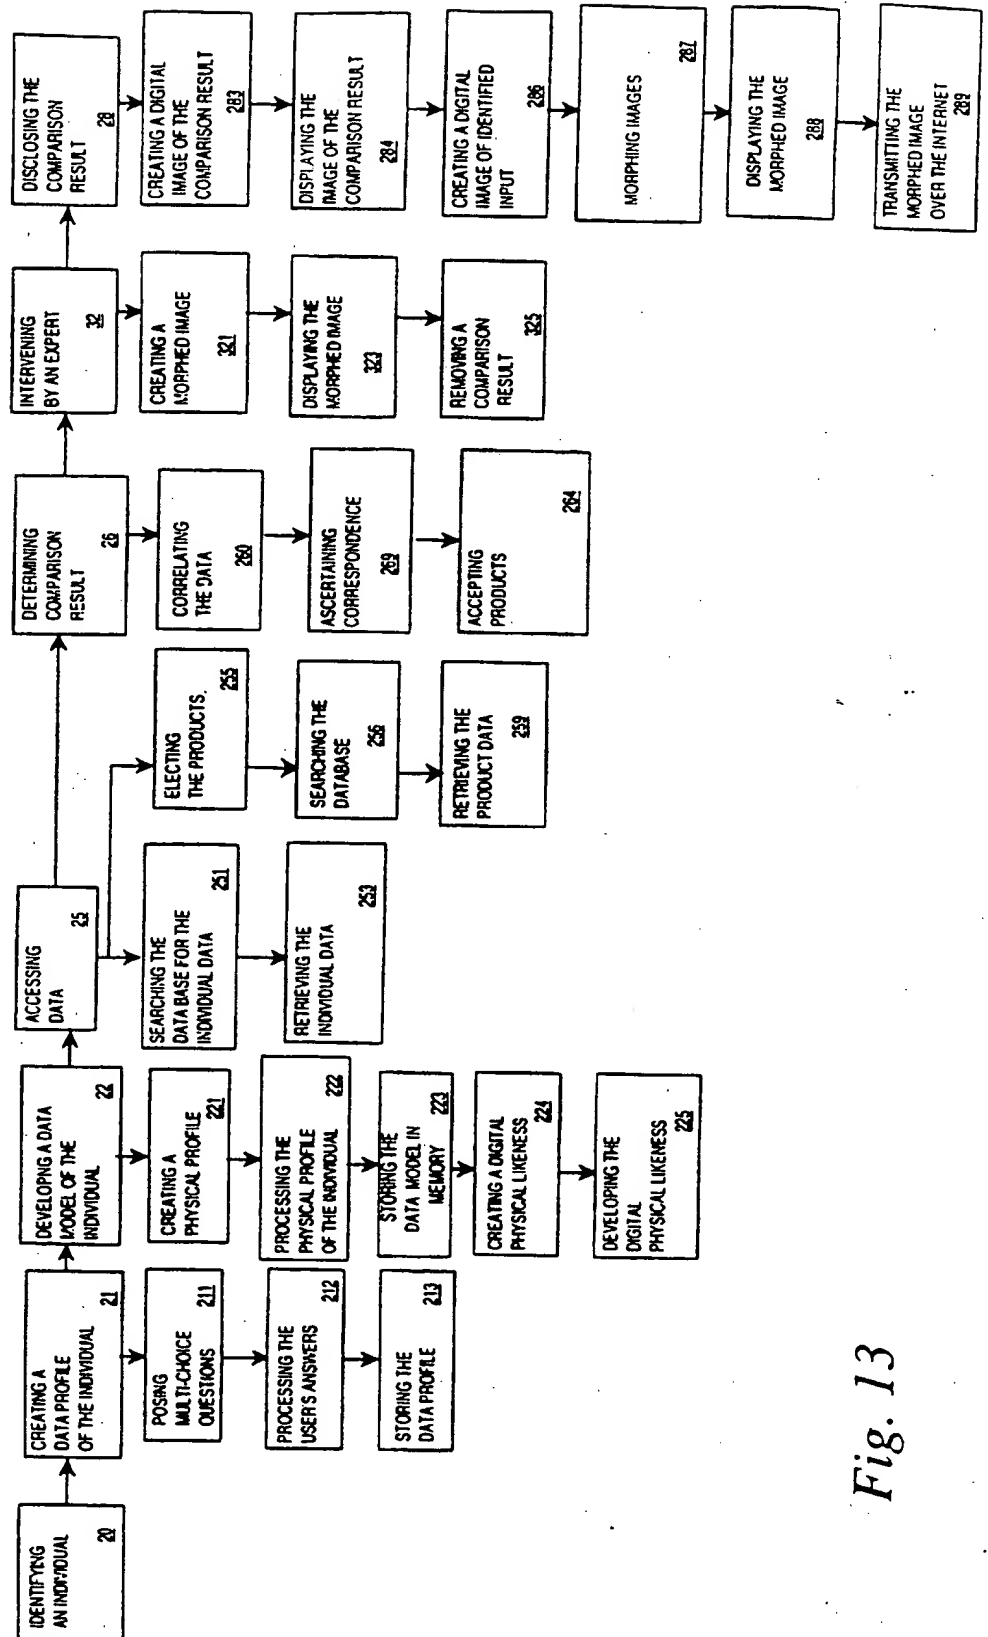 IDENTIFYING
AN INDIVIDUAL
20
CREATING A
DATA PROFILE
OF THE INDIVIDUAL
21
POSING
MULTI-CHOICE
QUESTIONS
211
PROCESSING THE
USER'S ANSWERS
212
STORING THE
DATA PROFILE
213
DEVELOPNG A DATA
MODEL OF THE
INDIVIDUAL
22
CREATING A
PHYSICAL PROFILE
221
PROCESSING THE
PHYSICAL PROFILE
OF THE INDIVIDUAL
222
STORING THE
DATA MODEL IN
MEMORY
223
CREATING A DIGITAL
PHYSICAL LIKENESS
224
DEVELOPING THE
DIGITAL
PHYSICAL LIKENESS
225
ACCESSING
DATA
25
SEARCHING THE
DATA BASE FOR THE
INDIVIDUAL DATA
251
RETRIEVING THE
INDIVIDUAL DATA
253
ELECTING
THE PRODUCTS.
255
SEARCHING THE
DATABASE
256
RETRIEVING THE
PRODUCT DATA
259
DETERMINING
COMPARISON
RESULT
26
CORRELATING
THE DATA
260
ASCERTAINING
CORRESPONDENCE
269
ACCEPTING
PRODUCTS
264
INTERVENING
BY AN EXPERT
32
CREATING A
MORPHED IMAGE
321
DISPLAYING THE
MORPHED IMAGE
323
REMOVING A
COMPARISON
RESULT
325
DISCLOSING THE
COMPARISON
RESULT
28
CREATING A DIGITAL
IMAGE OF THE
COMPARISON RESULT
283
DISPLAYING THE
IMAGE OF THE
COMPARISON RESULT
284
CREATING A DIGITAL
IMAGE OF IDENTIFIED
INPUT
286
MORPHING IMAGES
287
DISPLAYING THE
MORPHED IMAGE
288
TRANSMITTING THE
MORPHED IMAGE
OVER THE INTERNET
289
Fig. 13